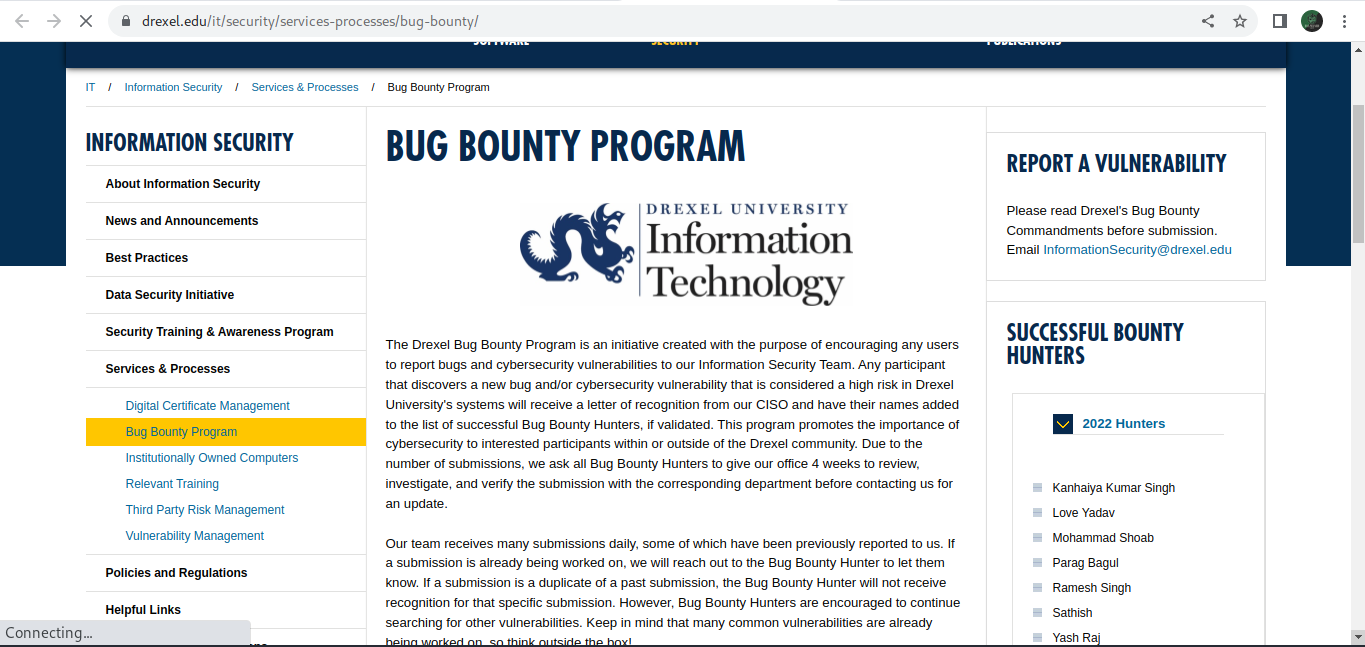 drexel.edu/it/security/services-processes/bug-bounty/
SOFTWARE SECURITY PUBLICATIONS
IT / Information Security / Services & Processes / Bug Bounty Program
INFORMATION SECURITY
About Information Security
News and Announcements
Best Practices
Data Security Initiative
Security Training & Awareness Program
Services & Processes
Digital Certificate Management
Bug Bounty Program
Institutionally Owned Computers
Relevant Training
Third Party Risk Management
Vulnerability Management
Policies and Regulations
Helpful Links
Connecting...
BUG BOUNTY PROGRAM
DREXEL UNIVERSITY
Information
Technology
The Drexel Bug Bounty Program is an initiative created with the purpose of encouraging any users
to report bugs and cybersecurity vulnerabilities to our Information Security Team. Any participant
that discovers a new bug and/or cybersecurity vulnerability that is considered a high risk in Drexel
University's systems will receive a letter of recognition from our CISO and have their names added
to the list of successful Bug Bounty Hunters, if validated. This program promotes the importance of
cybersecurity to interested participants within or outside of the Drexel community. Due to the
number of submissions, we ask all Bug Bounty Hunters to give our office 4 weeks to review,
investigate, and verify the submission with the corresponding department before contacting us for
an update.
Our team receives many submissions daily, some of which have been previously reported to us. If
a submission is already being worked on, we will reach out to the Bug Bounty Hunter to let them
know. If a submission is a duplicate of a past submission, the Bug Bounty Hunter will not receive
recognition for that specific submission. However, Bug Bounty Hunters are encouraged to continue
searching for other vulnerabilities. Keep in mind that many common vulnerabilities are already
being worked on, so think outside the box!
REPORT A VULNERABILITY
Please read Drexel's Bug Bounty
Commandments before submission.
Email InformationSecurity@drexel.edu
SUCCESSFUL BOUNTY
HUNTERS
2022 Hunters
Kanhaiya Kumar Singh
Love Yadav
Mohammad Shoab
Parag Bagul
Ramesh Singh
Sathish
Yash Raj